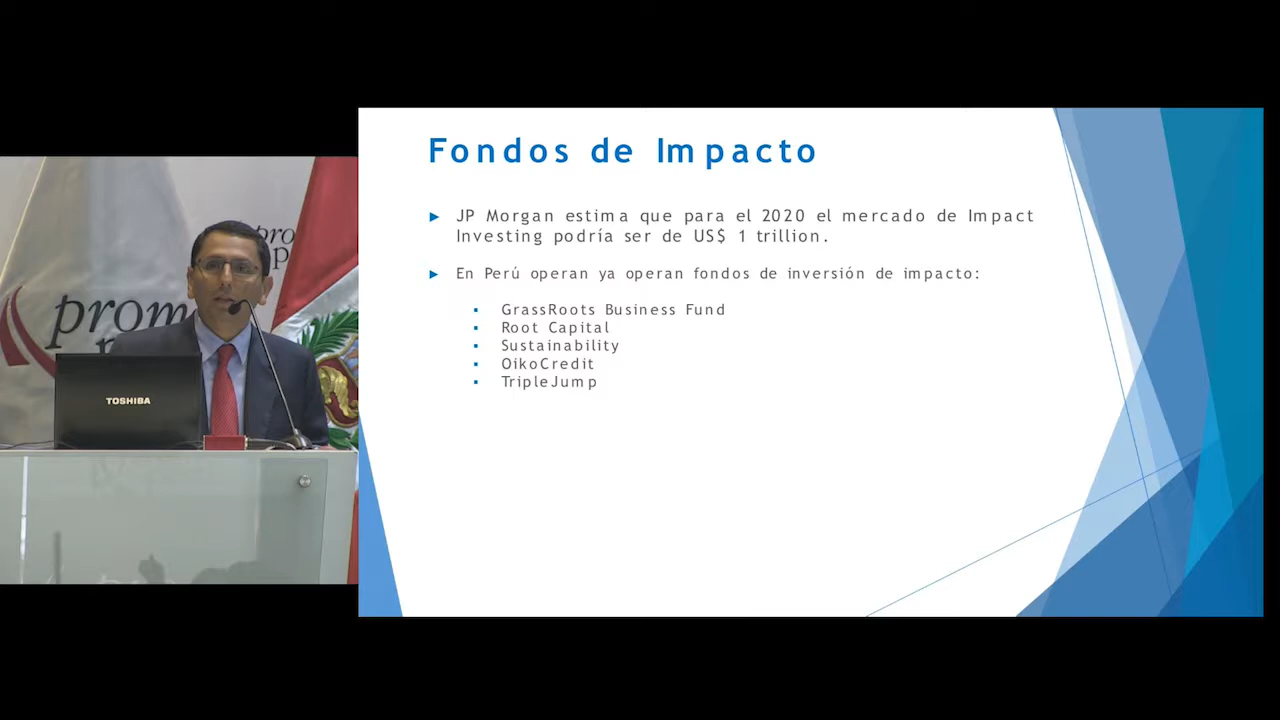 Fondos de Impacto
JP Morgan estima que para el 2020 el mercado de Impact
Investing podría ser de US$ 1 trillion.
En Perú operan ya operan fondos de inversión de impacto:
GrassRoots Business Fund
Root Capital
Sustainability
OikoCredit
TripleJump
TOSHIBA